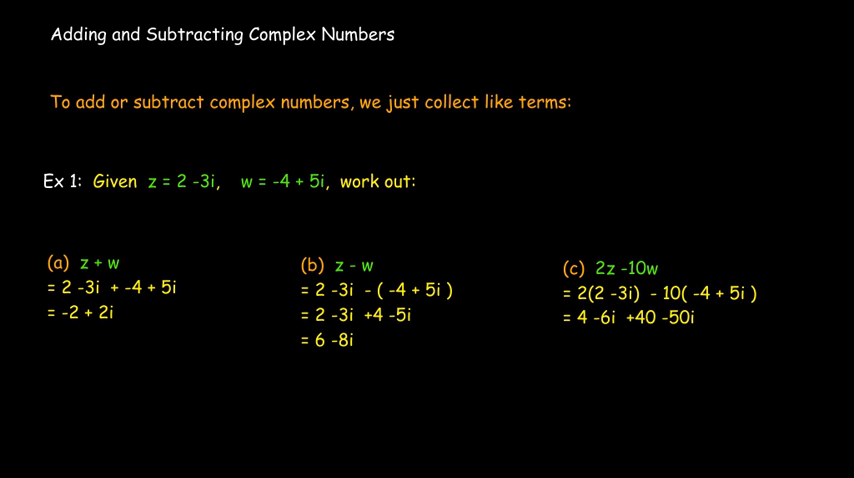 Adding and Subtracting Complex Numbers
To add or subtract complex numbers, we just collect like terms:
Ex 1: Given z = 2 -3i, w = -4 + 5i, work out:
(a) z + w
= 2 -3i + -4 + 5i
= -2 + 2i
(b) z - w
= 2 -3i - ( -4 + 5i )
= 2 -3i +4 -5i
= 6 -8i
(c) 2z -10w
= 2(2 -3i) - 10( -4 + 5i )
= 4 -6i +40 -50i